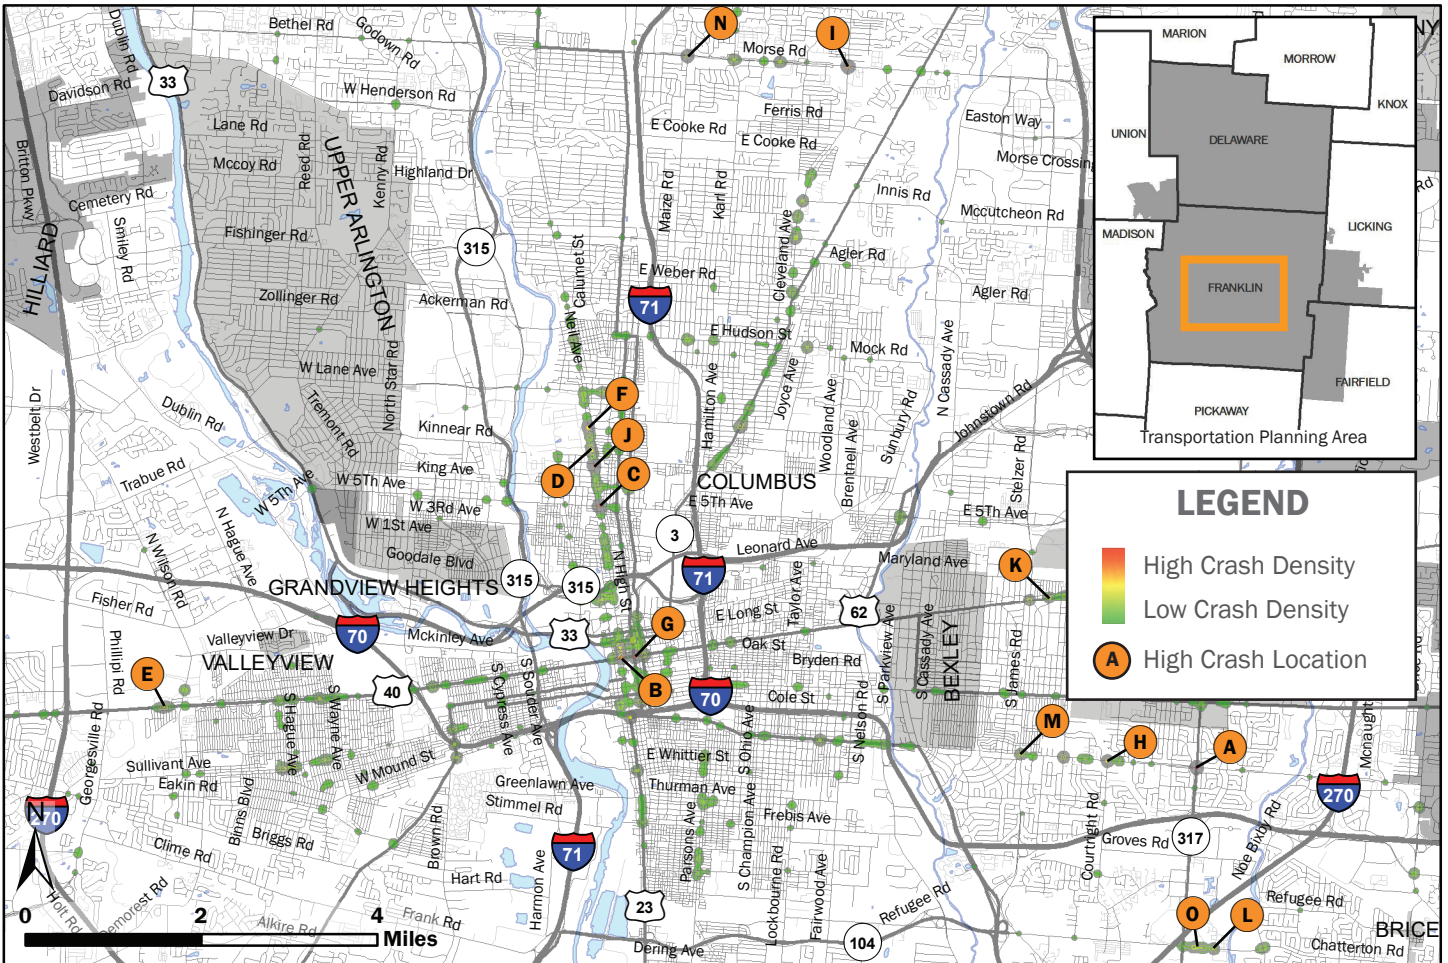 Dublin Rd
Bethel Rd
Godown Rd
N
I
Morse Rd
33
Davidson Rd
W Henderson Rd
Ferris Rd
Lane Rd
E Cooke Rd
E Cooke Rd
Easton Way
Britton Pkwy
Mccoy Rd
Reed Rd
Kenny Rd
Highland Dr
Morse Crossing
UPPER ARLINGTON
Cemetery Rd
Smiley Rd
Maize Rd
Karl Rd
Innis Rd
Mccutcheon Rd
Fishinger Rd
315
Calumet St
Cleveland Ave
Agler Rd
HILLIARD
E Weber Rd
Zollinger Rd
Ackerman Rd
71
Agler Rd
Neil Ave
E Hudson St
Mock Rd
N Cassady Ave
W Lane Ave
North Star Rd
Westbelt Dr
Dublin Rd
Tremont Rd
F
Hamilton Ave
Joyce Ave
Woodland Ave
Brentnell Ave
Sunbury Rd
Johnstown Rd
Kinnear Rd
J
Trabue Rd
King Ave
D
C
COLUMBUS
Stelzer Rd
W 5Th Ave
W 5Th Ave
E 5Th Ave
E 5Th Ave
W 3Rd Ave
W 1St Ave
N Hague Ave
N Wilson Rd
3
Leonard Ave
Goodale Blvd
N High St
Maryland Ave
K
GRANDVIEW HEIGHTS
315
315
71
Taylor Ave
Fisher Rd
E Long St
62
70
Mckinley Ave
33
G
Oak St
Phillipi Rd
Valleyview Dr
VALLEYVIEW
Bryden Rd
S Parkview Ave
S Cassady Ave
BEXLEY
S James Rd
E
40
B
70
Cole St
S Cypress Ave
S Souder Ave
S Hague Ave
S Wayne Ave
Georgesville Rd
S Nelson Rd
M
H
A
Mcnaught
Sullivant Ave
W Mound St
E Whittier St
S Ohio Ave
Eakin Rd
Greenlawn Ave
Thurman Ave
270
Binns Blvd
Stimmel Rd
Frebis Ave
N
270
Briggs Rd
Brown Rd
Parsons Ave
S Champion Ave
Courtright Rd
Groves Rd
317
Noe Bixby Rd
Clime Rd
71
Hart Rd
Harmon Ave
Lockbourne Rd
Fairwood Ave
Refugee Rd
Refugee Rd
Holt Rd
Demorest Rd
Alkire Rd
Frank Rd
23
104
O
L
BRICE
0 2 4
Miles
Dering Ave
Chatterton Rd
NY
Rd
MARION
MORROW
KNOX
UNION
DELAWARE
LICKING
MADISON
FRANKLIN
FAIRFIELD
PICKAWAY
Transportation Planning Area
LEGEND
High Crash Density
Low Crash Density
A High Crash Location